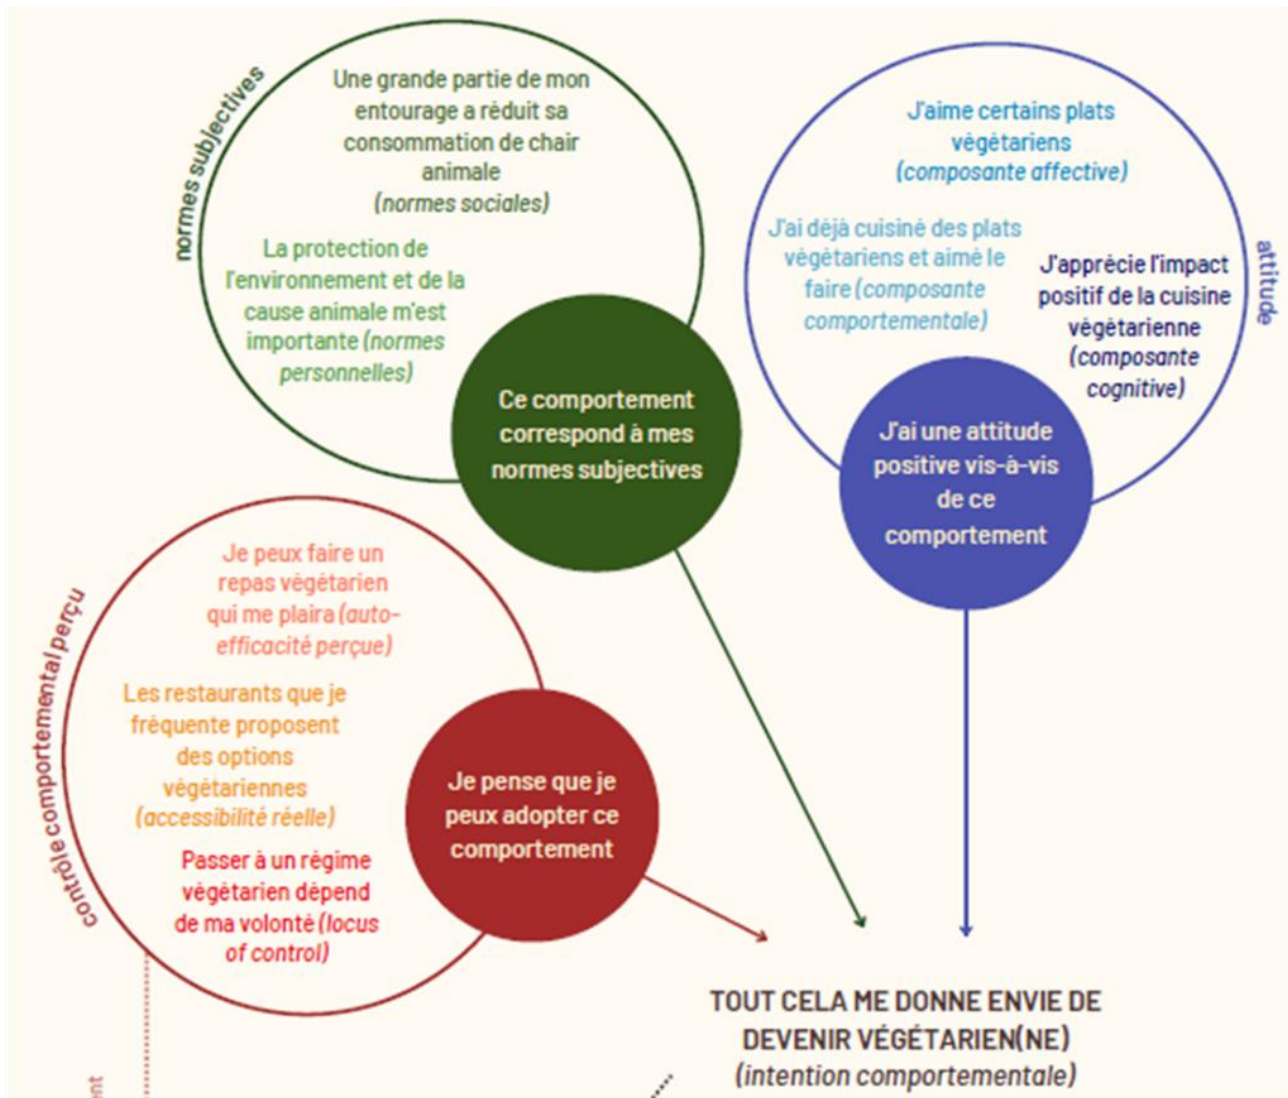 normes subjectives
Une grande partie de mon
entourage a réduit sa
consommation de chair
animale
(normes sociales)
La protection de
l'environnement et de la
cause animale m'est
importante (normes
personnelles)
Ce comportement
correspond à mes
normes subjectives
attitude
J'aime certains plats
végétariens
(composante affective)
J'ai déjà cuisiné des plats
végétariens et aimé le
faire (composante
comportementale)
J'apprécie l'impact
positif de la cuisine
végétarienne
(composante
cognitive)
J'ai une attitude
positive vis-à-vis
de ce
comportement
contrôle comportemental perçu
Je peux faire un
repas végétarien
qui me plaira (auto-
efficacité perçue)
Les restaurants que je
fréquente proposent
des options
végétariennes
(accessibilité réelle)
Passer à un régime
végétarien dépend
de ma volonté (locus
of control)
Je pense que je
peux adopter ce
comportement
TOUT CELA ME DONNE ENVIE DE
DEVENIR VÉGÉTARIEN(NE)
(intention comportementale)